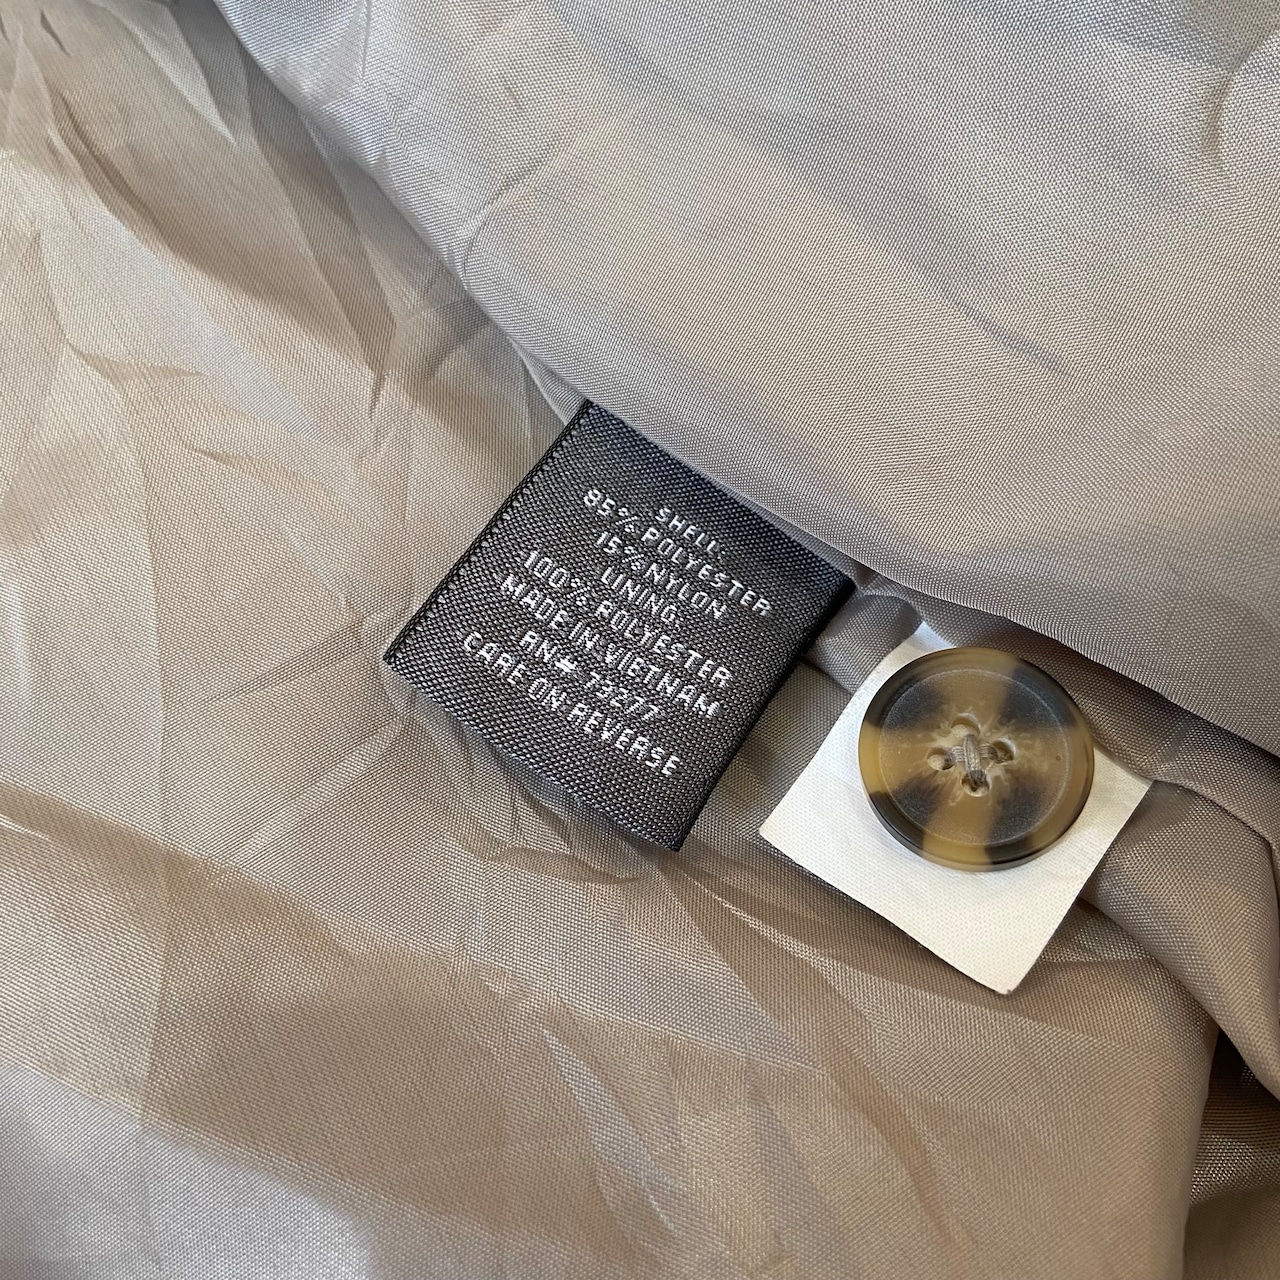 SHELL:
85% POLYESTER
15% NYLON
LINING:
100% POLYESTER
MADE IN VIETNAM
RN# 73277
CARE ON REVERSE